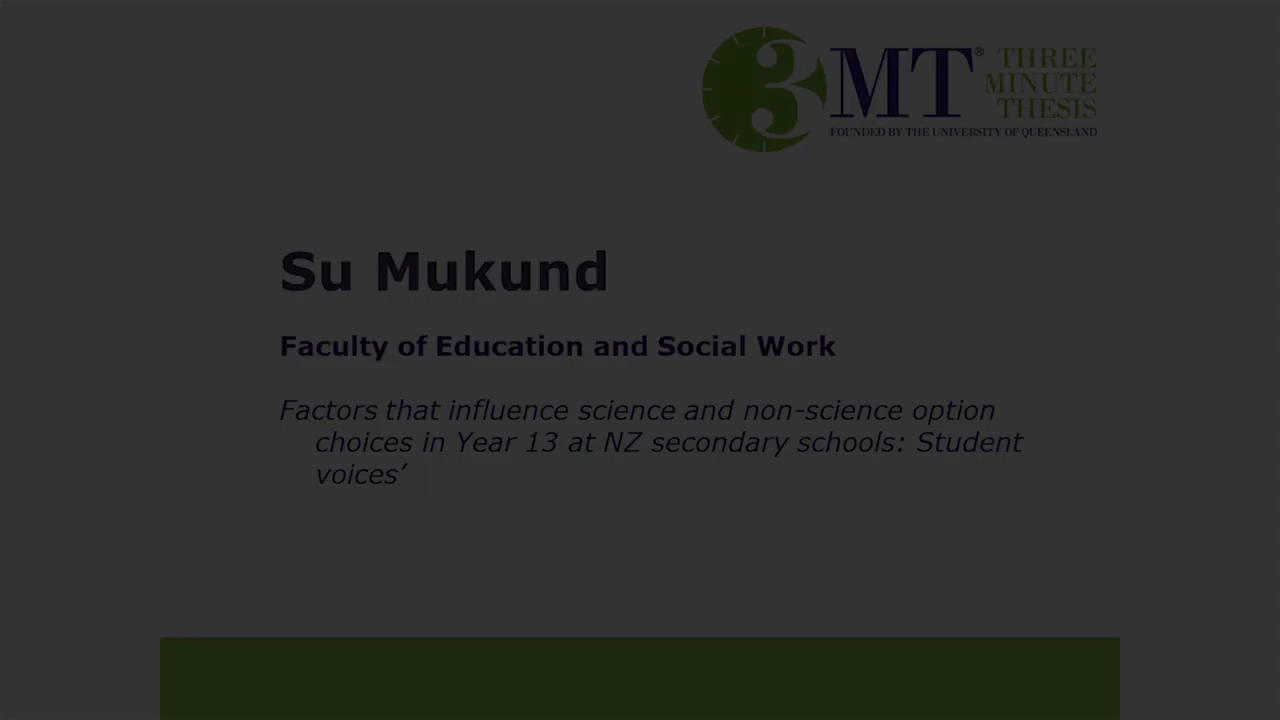 3MT® THREE
MINUTE
THESIS
FOUNDED BY THE UNIVERSITY OF QUEENSLAND
Su Mukund
Faculty of Education and Social Work
Factors that influence science and non-science option
choices in Year 13 at NZ secondary schools: Student
voices’